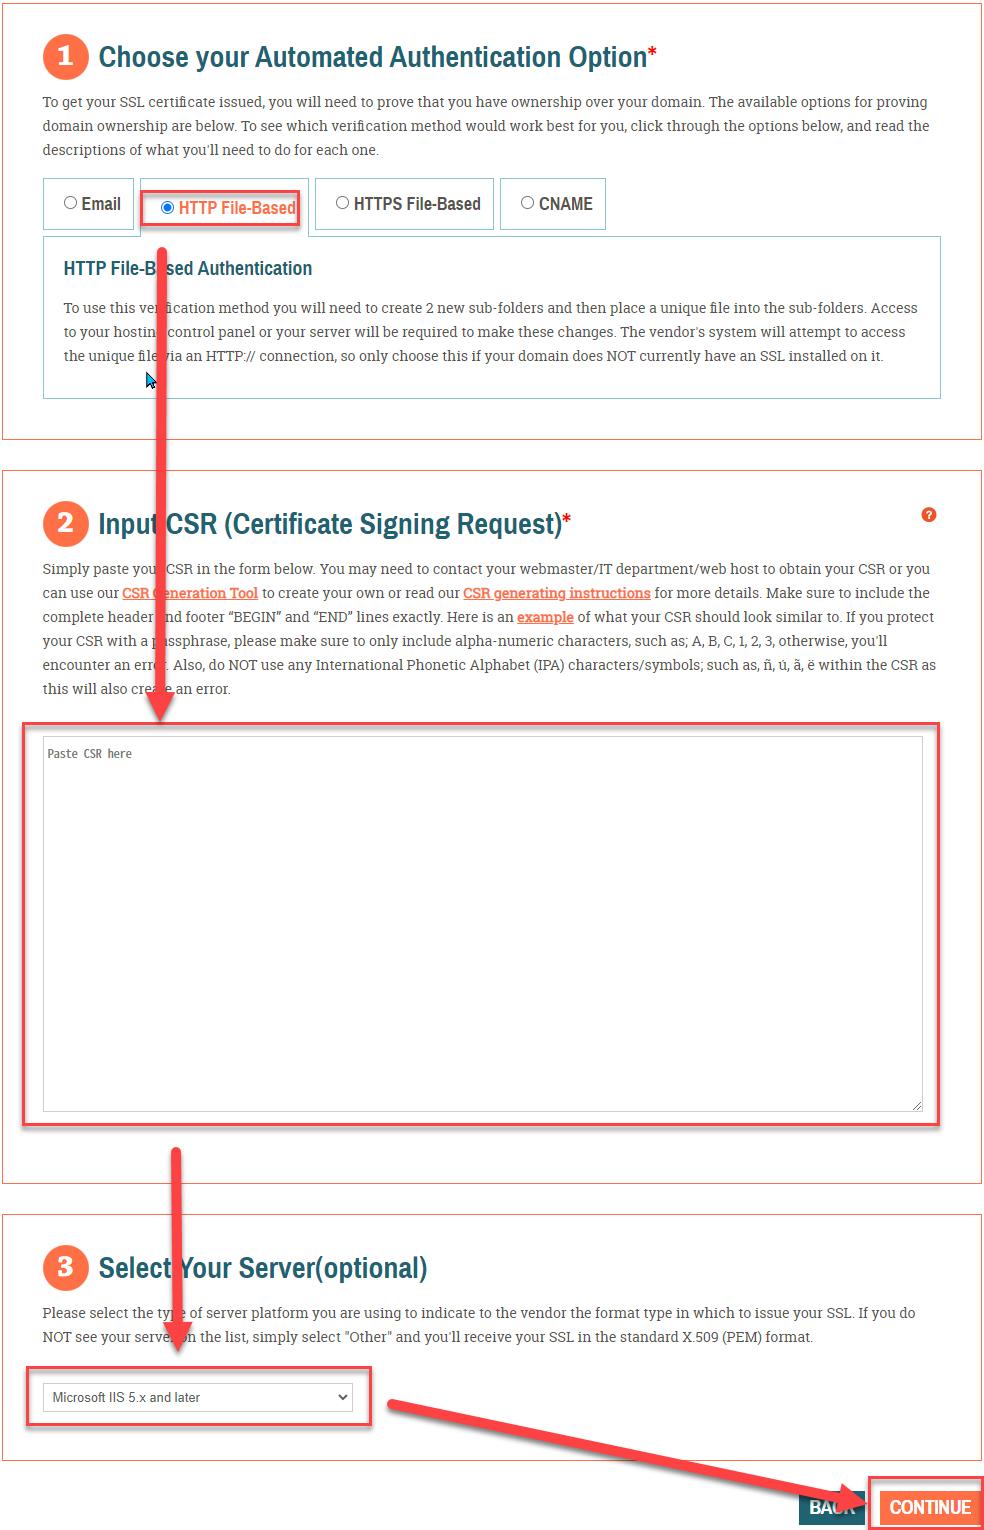 1 Choose your Automated Authentication Option*
To get your SSL certificate issued, you will need to prove that you have ownership over your domain. The available options for proving
domain ownership are below. To see which verification method would work best for you, click through the options below, and read the
descriptions of what you'll need to do for each one.
Email HTTP File-Based HTTPS File-Based CNAME
HTTP File-Based Authentication
To use this verification method you will need to create 2 new sub-folders and then place a unique file into the sub-folders. Access
to your hosting control panel or your server will be required to make these changes. The vendor's system will attempt to access
the unique file via an HTTP:// connection, so only choose this if your domain does NOT currently have an SSL installed on it.
2 Input CSR (Certificate Signing Request)* ?
Simply paste your CSR in the form below. You may need to contact your webmaster/IT department/web host to obtain your CSR or you
can use our CSR Generation Tool to create your own or read our CSR generating instructions for more details. Make sure to include the
complete header and footer “BEGIN” and “END” lines exactly. Here is an example of what your CSR should look similar to. If you protect
your CSR with a passphrase, please make sure to only include alpha-numeric characters, such as; A, B, C, 1, 2, 3, otherwise, you'll
encounter an error. Also, do NOT use any International Phonetic Alphabet (IPA) characters/symbols; such as, ñ, ú, ã, ë within the CSR as
this will also create an error.
Paste CSR here
3 Select Your Server(optional)
Please select the type of server platform you are using to indicate to the vendor the format type in which to issue your SSL. If you do
NOT see your server on the list, simply select "Other" and you'll receive your SSL in the standard X.509 (PEM) format.
Microsoft IIS 5.x and later
BACK CONTINUE